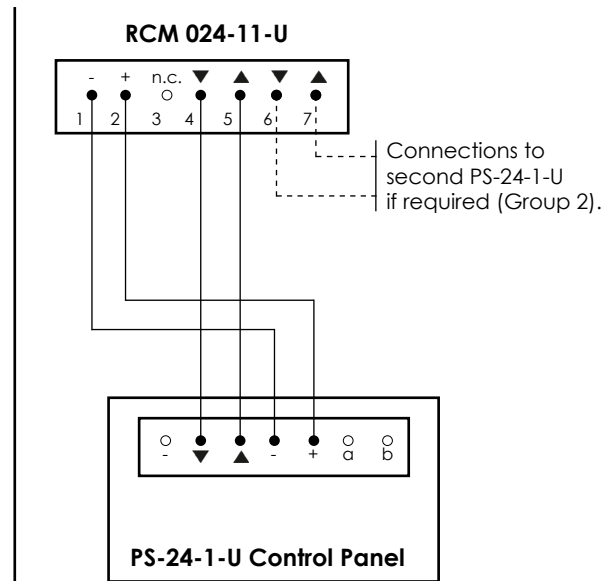 RCM 024-11-U
- + n.c. ▼ ▲ ▼ ▲
1 2 3 4 5 6 7
Connections to
second PS-24-1-U
if required (Group 2).
- ▼ ▲ - + a b
PS-24-1-U Control Panel